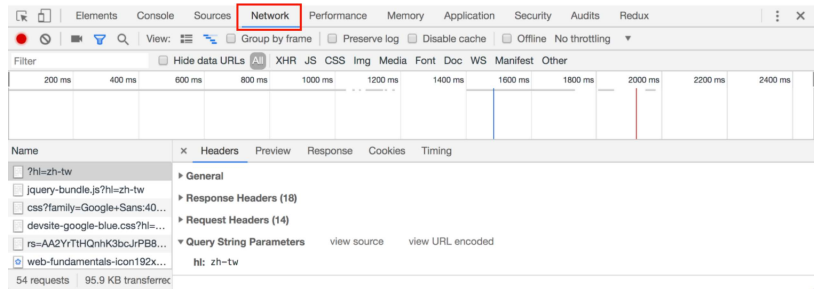 Elements Console Sources Network Performance Memory Application Security Audits Redux
View: Group by frame Preserve log Disable cache Offline No throttling
Filter Hide data URLs All XHR JS CSS Img Media Font Doc WS Manifest Other
200 ms 400 ms 600 ms 800 ms 1000 ms 1200 ms 1400 ms 1600 ms 1800 ms 2000 ms 2200 ms 2400 ms
Name × Headers Preview Response Cookies Timing
?hl=zh-tw
jquery-bundle.js?hl=zh-tw
css?family=Google+Sans:40...
devsite-google-blue.css?hl=...
rs=AA2YrTtHQnhK3bcJrPB8...
web-fundamentals-icon192x...
54 requests 95.9 KB transferred
General
Response Headers (18)
Request Headers (14)
Query String Parameters view source view URL encoded
hl: zh-tw